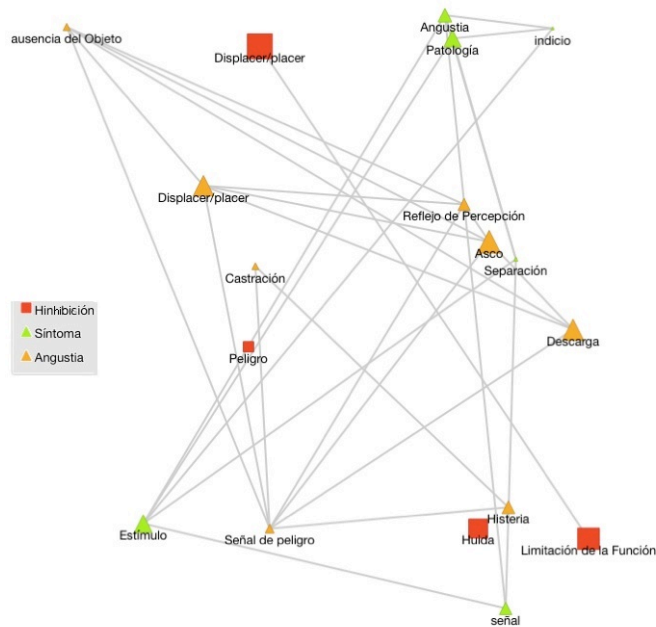 Angustia
ausencia del Objeto
Displacer/placer
Patología
indicio
Displacer/placer
Reflejo de Percepción
Asco
Castración
Separación
Síntoma
Angustia
Peligro
Descarga
Estímulo
Señal de peligro
Huida
Histeria
Limitación de la Función
señal